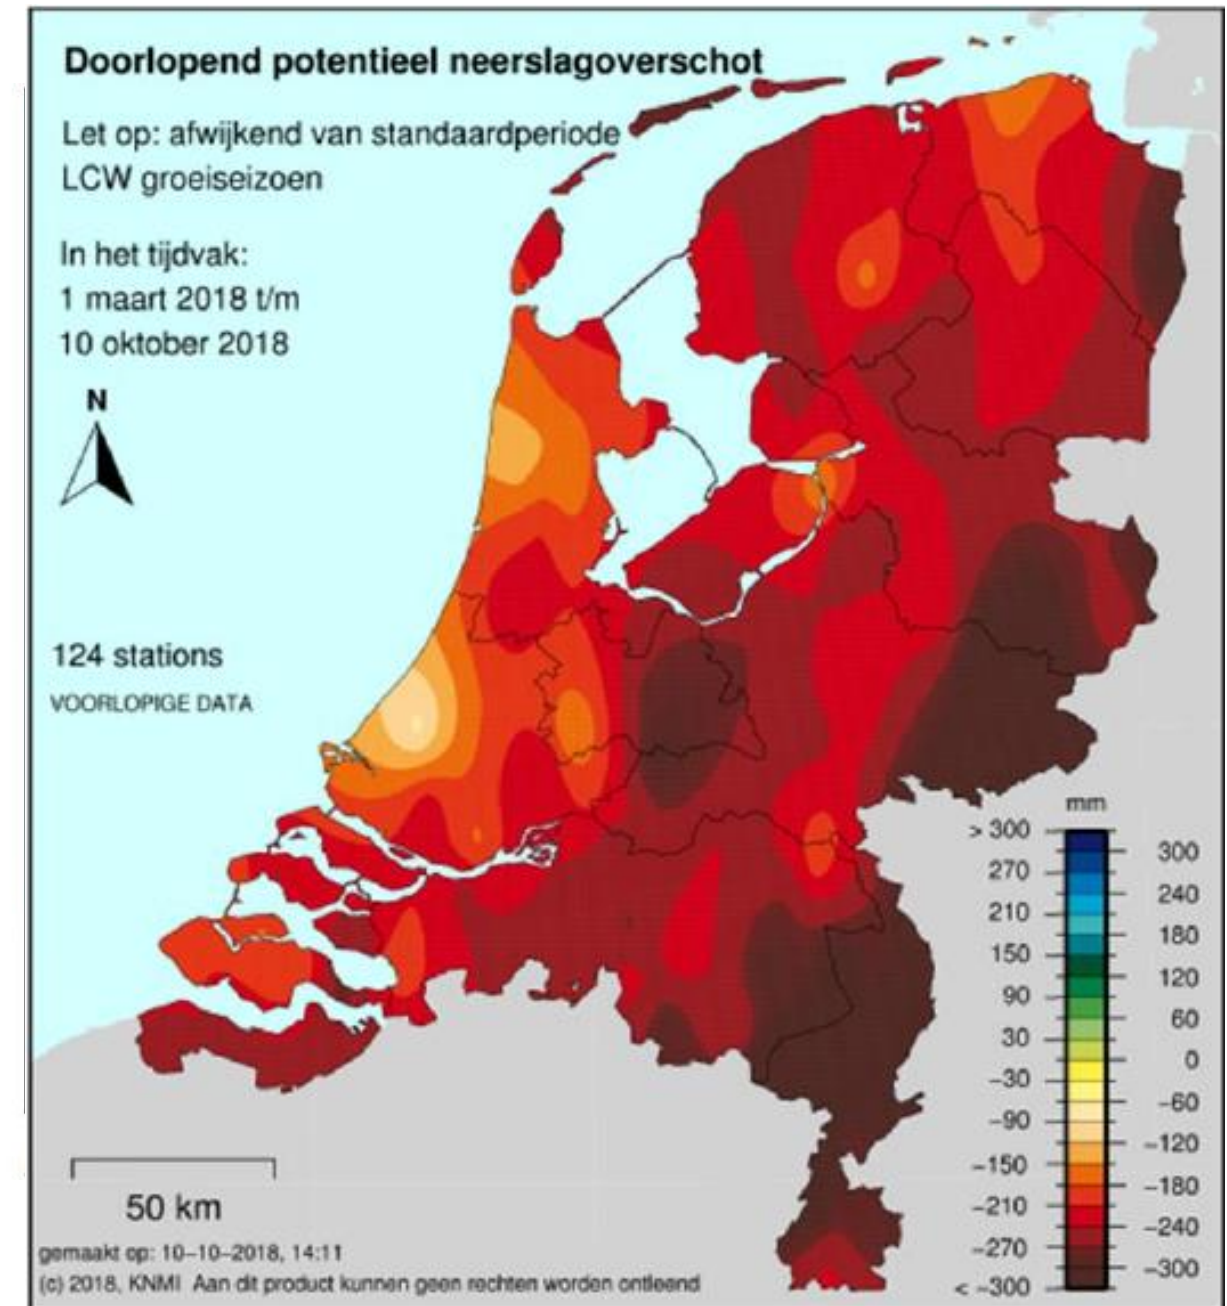 Doorlopend potentieel neerslagoverschot
Let op: afwijkend van standaardperiode
LCW groeiseizoen
In het tijdvak:
1 maart 2018 t/m
10 oktober 2018
N
124 stations
VOORLOPIGE DATA
mm
> 300
300
270
240
210
180
150
120
90
60
30
0
−30
−60
−90
−120
−150
−180
−210
−240
−270
−300
< −300
50 km
gemaakt op: 10−10−2018, 14:11
(c) 2018, KNMI Aan dit product kunnen geen rechten worden ontleend